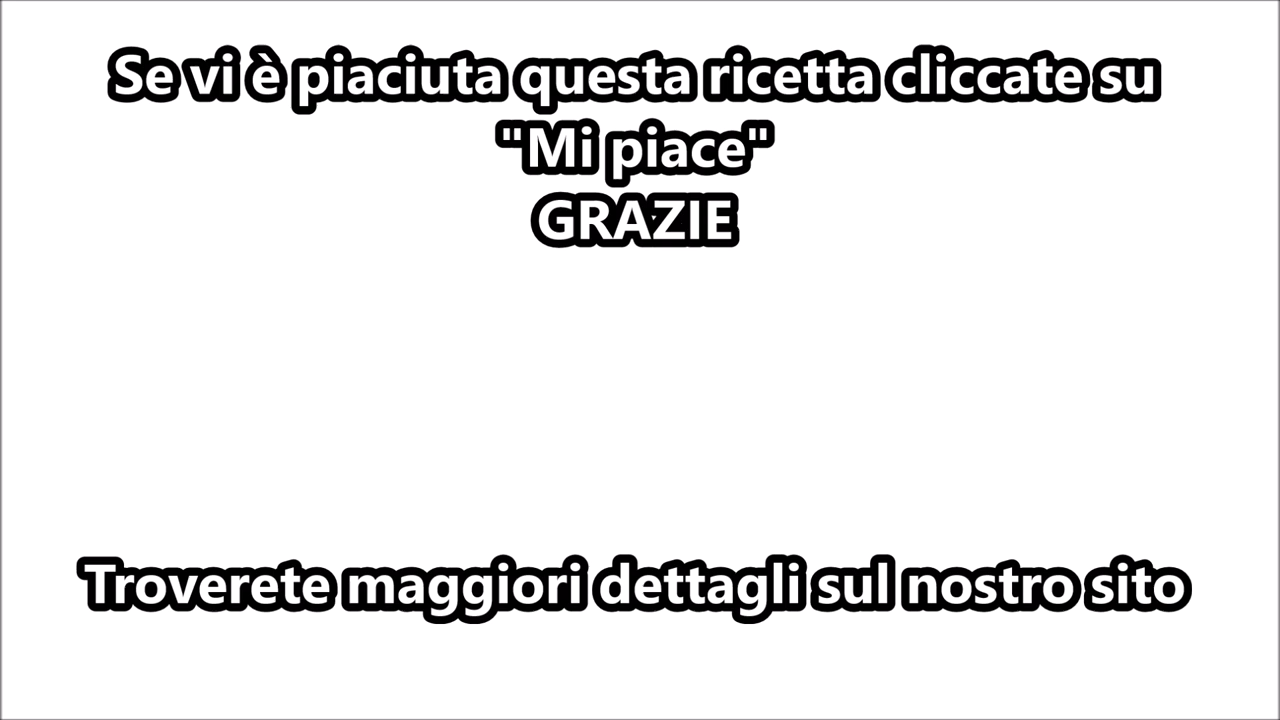 Se vi è piaciuta questa ricetta cliccate su
"Mi piace"
GRAZIE
Troverete maggiori dettagli sul nostro sito